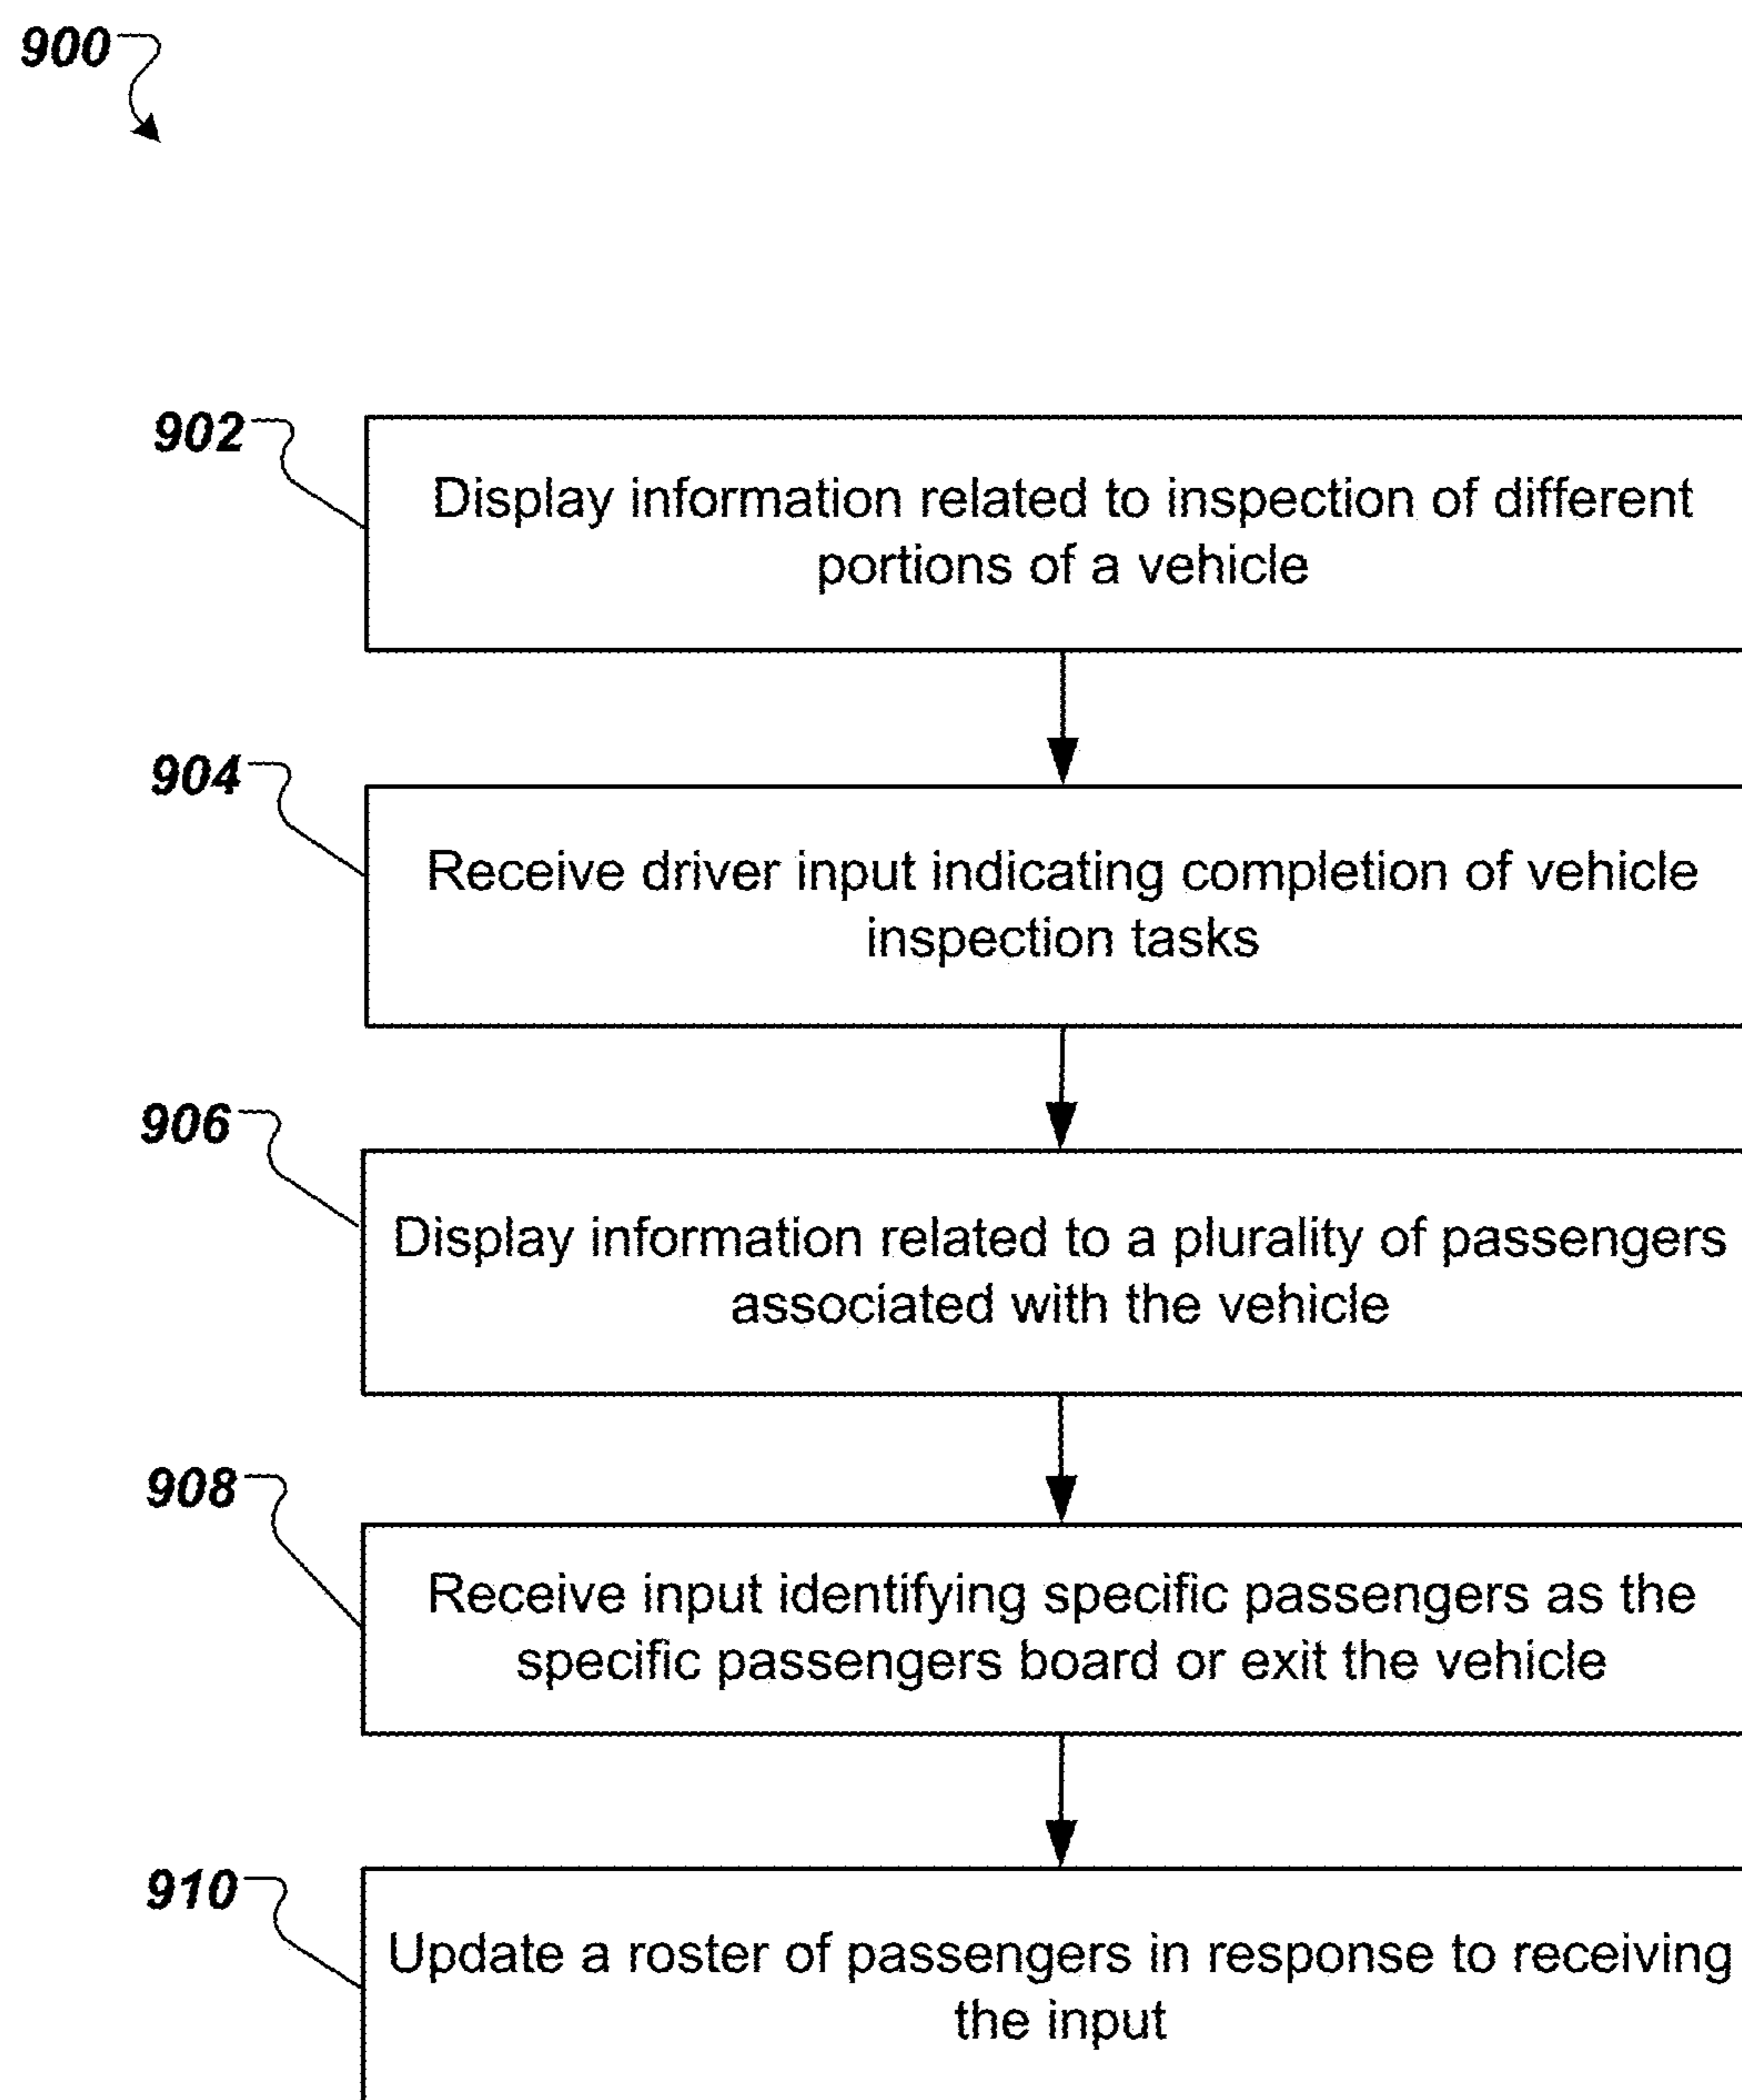 900
902
Display information related to inspection of different
portions of a vehicle
904
Receive driver input indicating completion of vehicle
inspection tasks
906
Display information related to a plurality of passengers
associated with the vehicle
908
Receive input identifying specific passengers as the
specific passengers board or exit the vehicle
910
Update a roster of passengers in response to receiving
the input